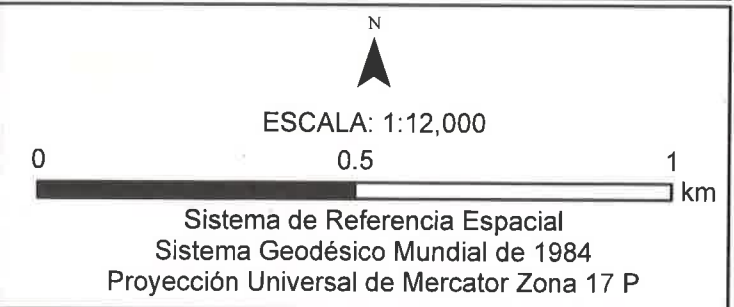 N
ESCALA: 1:12,000
0 0.5 1
km
Sistema de Referencia Espacial
Sistema Geodésico Mundial de 1984
Proyección Universal de Mercator Zona 17 P